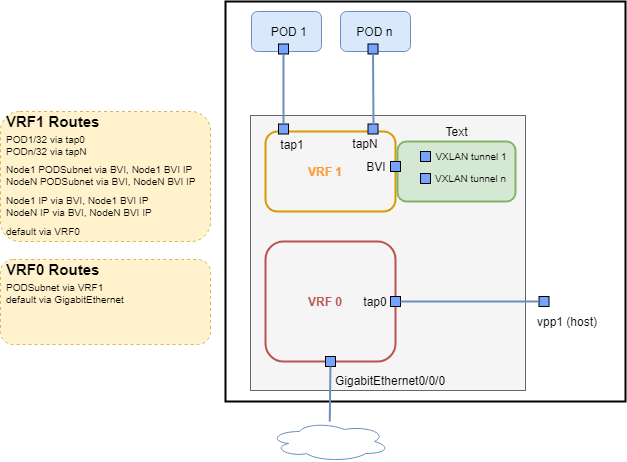 POD 1
POD n
VRF1 Routes
POD1/32 via tap0
PODn/32 via tapN
Node1 PODSubnet via BVI, Node1 BVI IP
NodeN PODSubnet via BVI, NodeN BVI IP
Node1 IP via BVI, Node1 BVI IP
NodeN IP via BVI, NodeN BVI IP
default via VRF0
VRF0 Routes
PODSubnet via VRF1
default via GigabitEthernet
Text
tap1
tapN
VRF 1
BVI
VXLAN tunnel 1
VXLAN tunnel n
VRF 0
tap0
vpp1 (host)
GigabitEthernet0/0/0